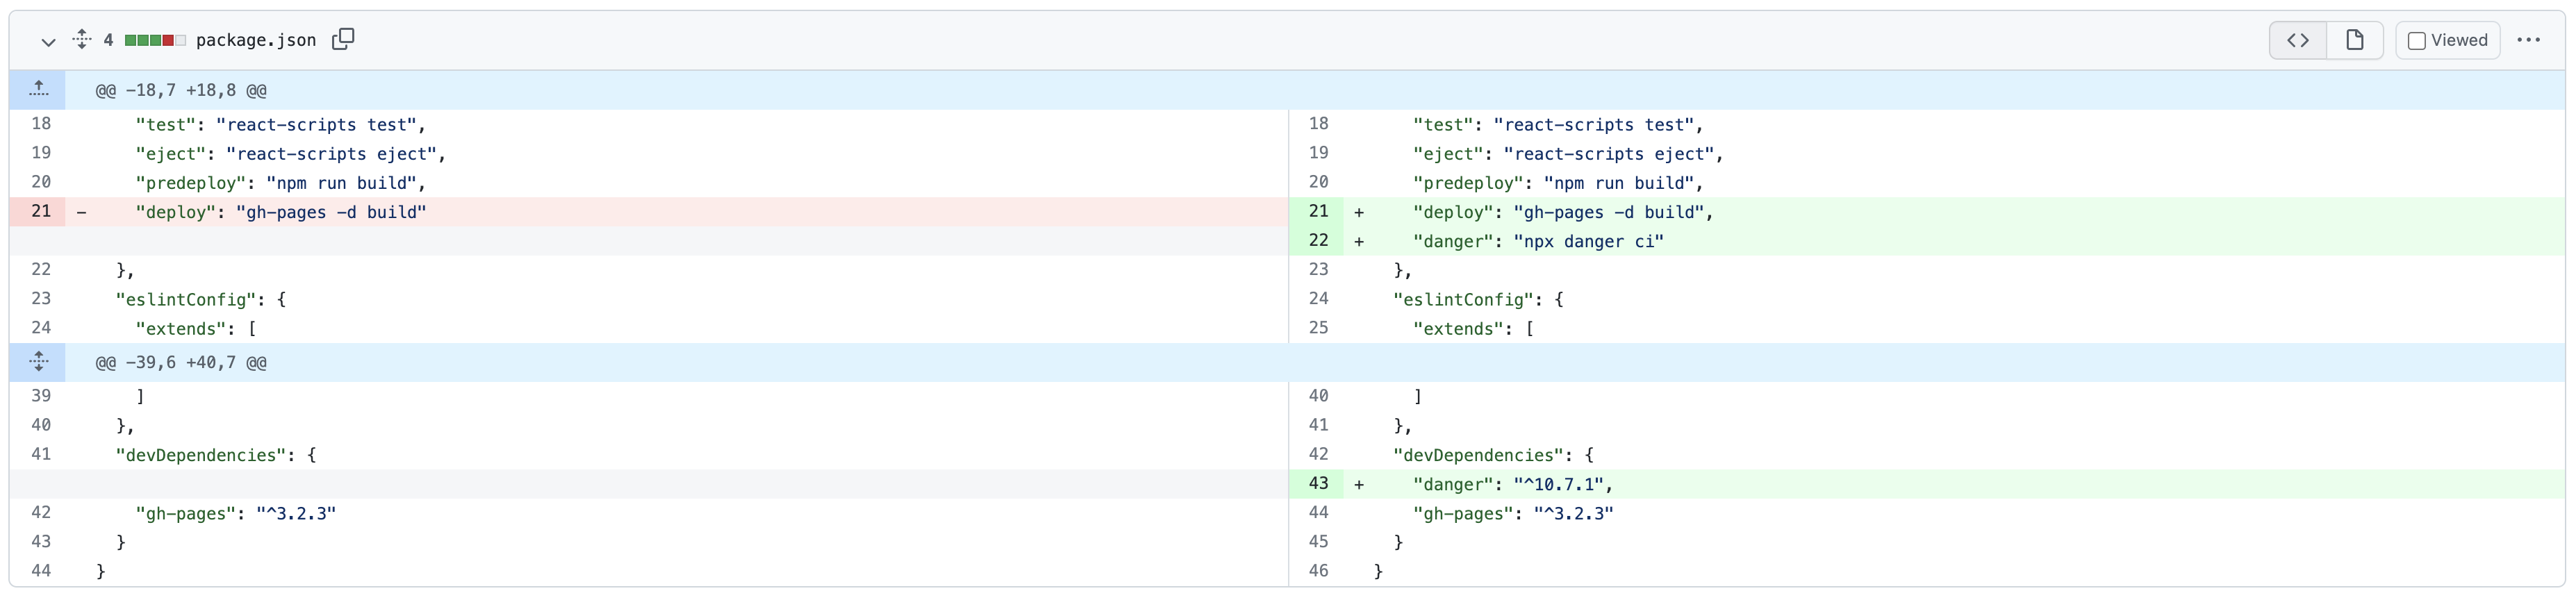 4 package.json Viewed
@@ -18,7 +18,8 @@
18 "test": "react-scripts test",
19 "eject": "react-scripts eject",
20 "predeploy": "npm run build",
21 - "deploy": "gh-pages -d build"
22 },
23 "eslintConfig": {
24 "extends": [
18 "test": "react-scripts test",
19 "eject": "react-scripts eject",
20 "predeploy": "npm run build",
21 + "deploy": "gh-pages -d build",
22 + "danger": "npx danger ci"
23 },
24 "eslintConfig": {
25 "extends": [
@@ -39,6 +40,7 @@
39 ]
40 },
41 "devDependencies": {
42 "gh-pages": "^3.2.3"
43 }
44 }
40 ]
41 },
42 "devDependencies": {
43 + "danger": "^10.7.1",
44 "gh-pages": "^3.2.3"
45 }
46 }